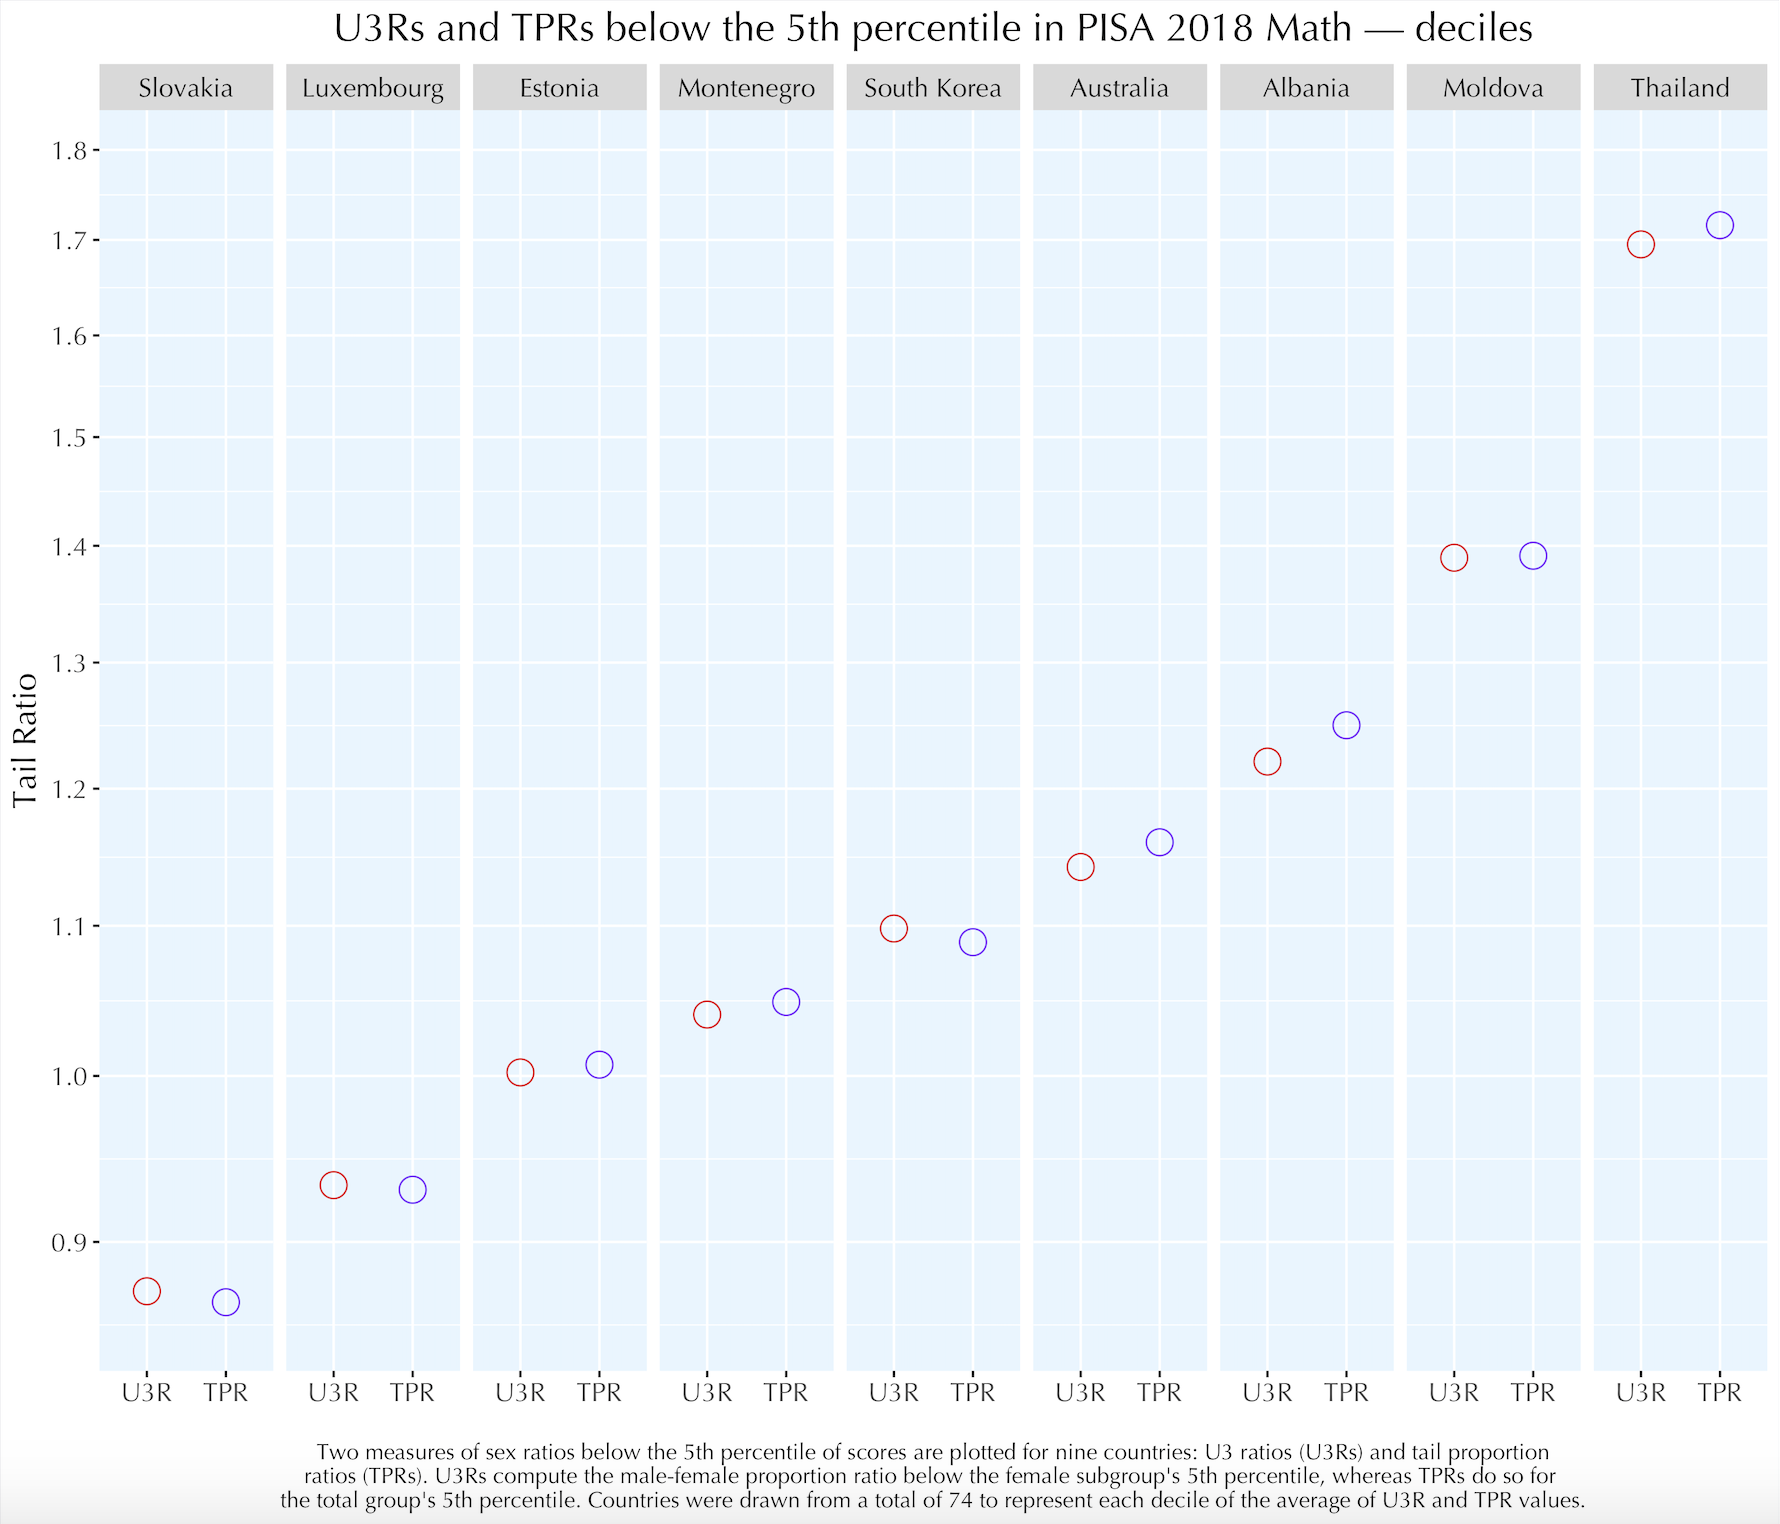 U3Rs and TPRs below the 5th percentile in PISA 2018 Math — deciles
Slovakia Luxembourg Estonia Montenegro South Korea Australia Albania Moldova Thailand
Tail Ratio
1.8
1.7
1.6
1.5
1.4
1.3
1.2
1.1
1.0
0.9
U3R TPR U3R TPR U3R TPR U3R TPR U3R TPR U3R TPR U3R TPR U3R TPR U3R TPR
Two measures of sex ratios below the 5th percentile of scores are plotted for nine countries: U3 ratios (U3Rs) and tail proportion
ratios (TPRs). U3Rs compute the male-female proportion ratio below the female subgroup's 5th percentile, whereas TPRs do so for
the total group's 5th percentile. Countries were drawn from a total of 74 to represent each decile of the average of U3R and TPR values.